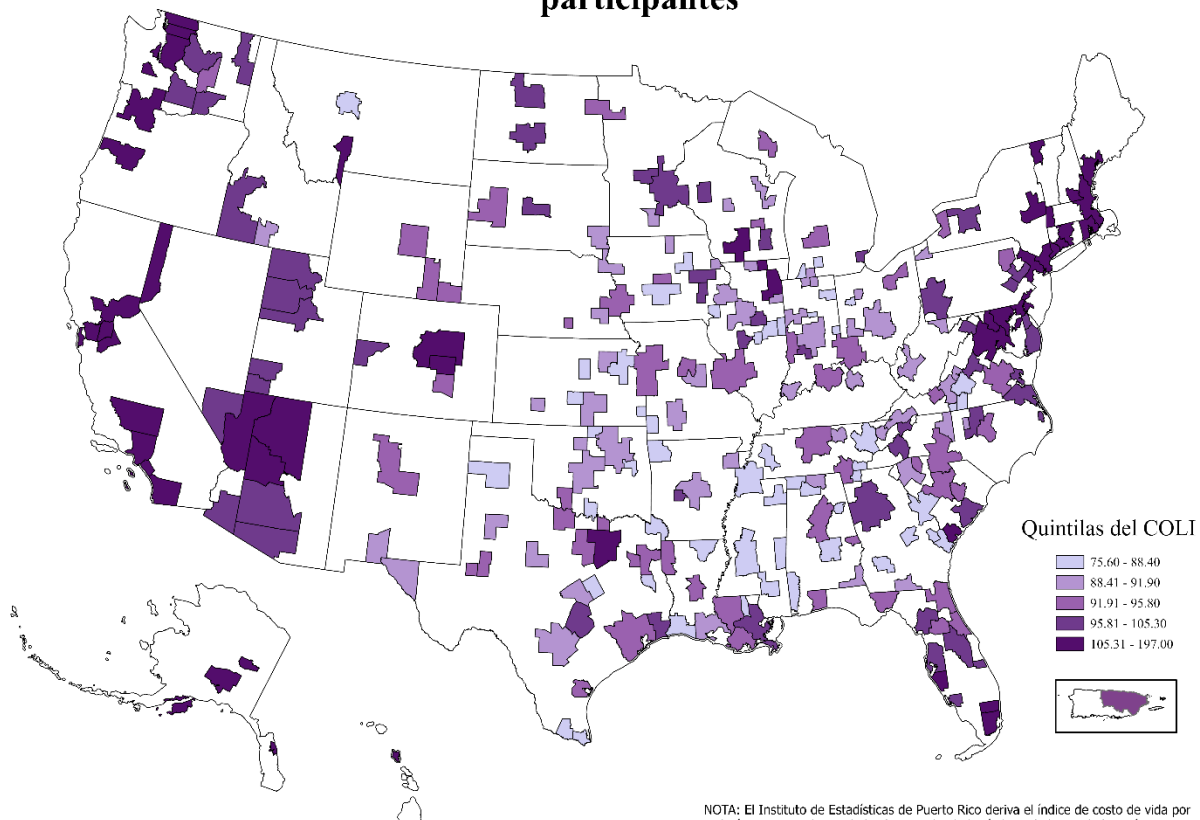 participantes
Quintilas del COLI
75.60 - 88.40
88.41 - 91.90
91.91 - 95.80
95.81 - 105.30
105.31 - 197.00
NOTA: El Instituto de Estadísticas de Puerto Rico deriva el índice de costo de vida por